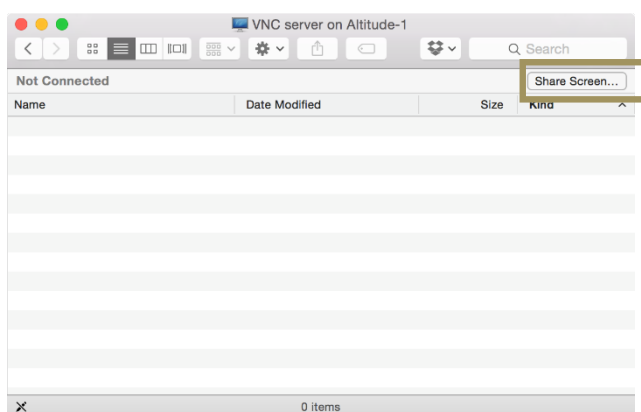 VNC server on Altitude-1
Search
Not Connected
Share Screen...
Name Date Modified Size Kind
0 items